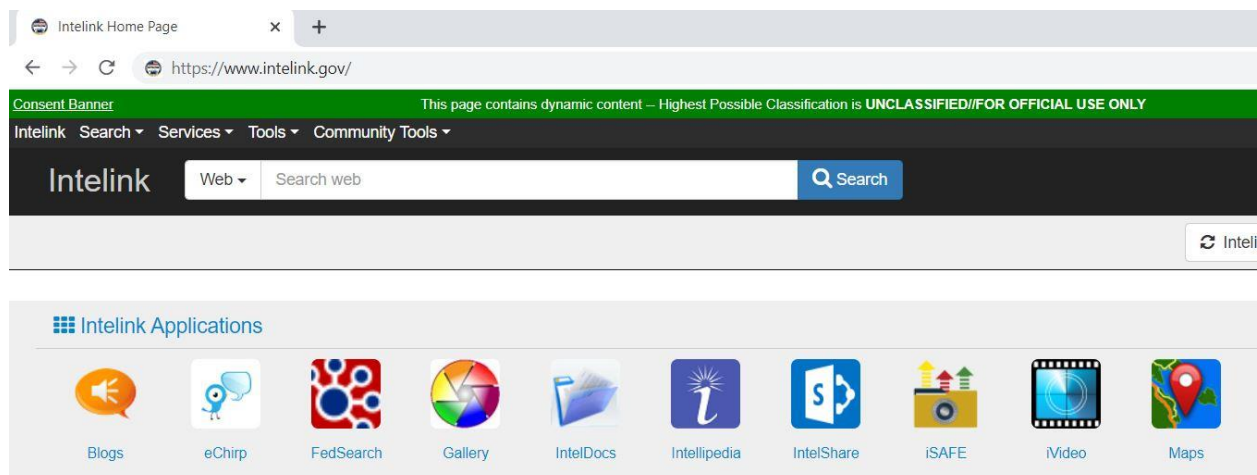 Intelink Home Page
https://www.intelink.gov/
Consent Banner This page contains dynamic content -- Highest Possible Classification is UNCLASSIFIED//FOR OFFICIAL USE ONLY
Intelink Search Services Tools Community Tools
Intelink Web Search web Search
Inteli
Intelink Applications
Blogs eChirp FedSearch Gallery IntelDocs Intellipedia IntelShare iSAFE iVideo Maps